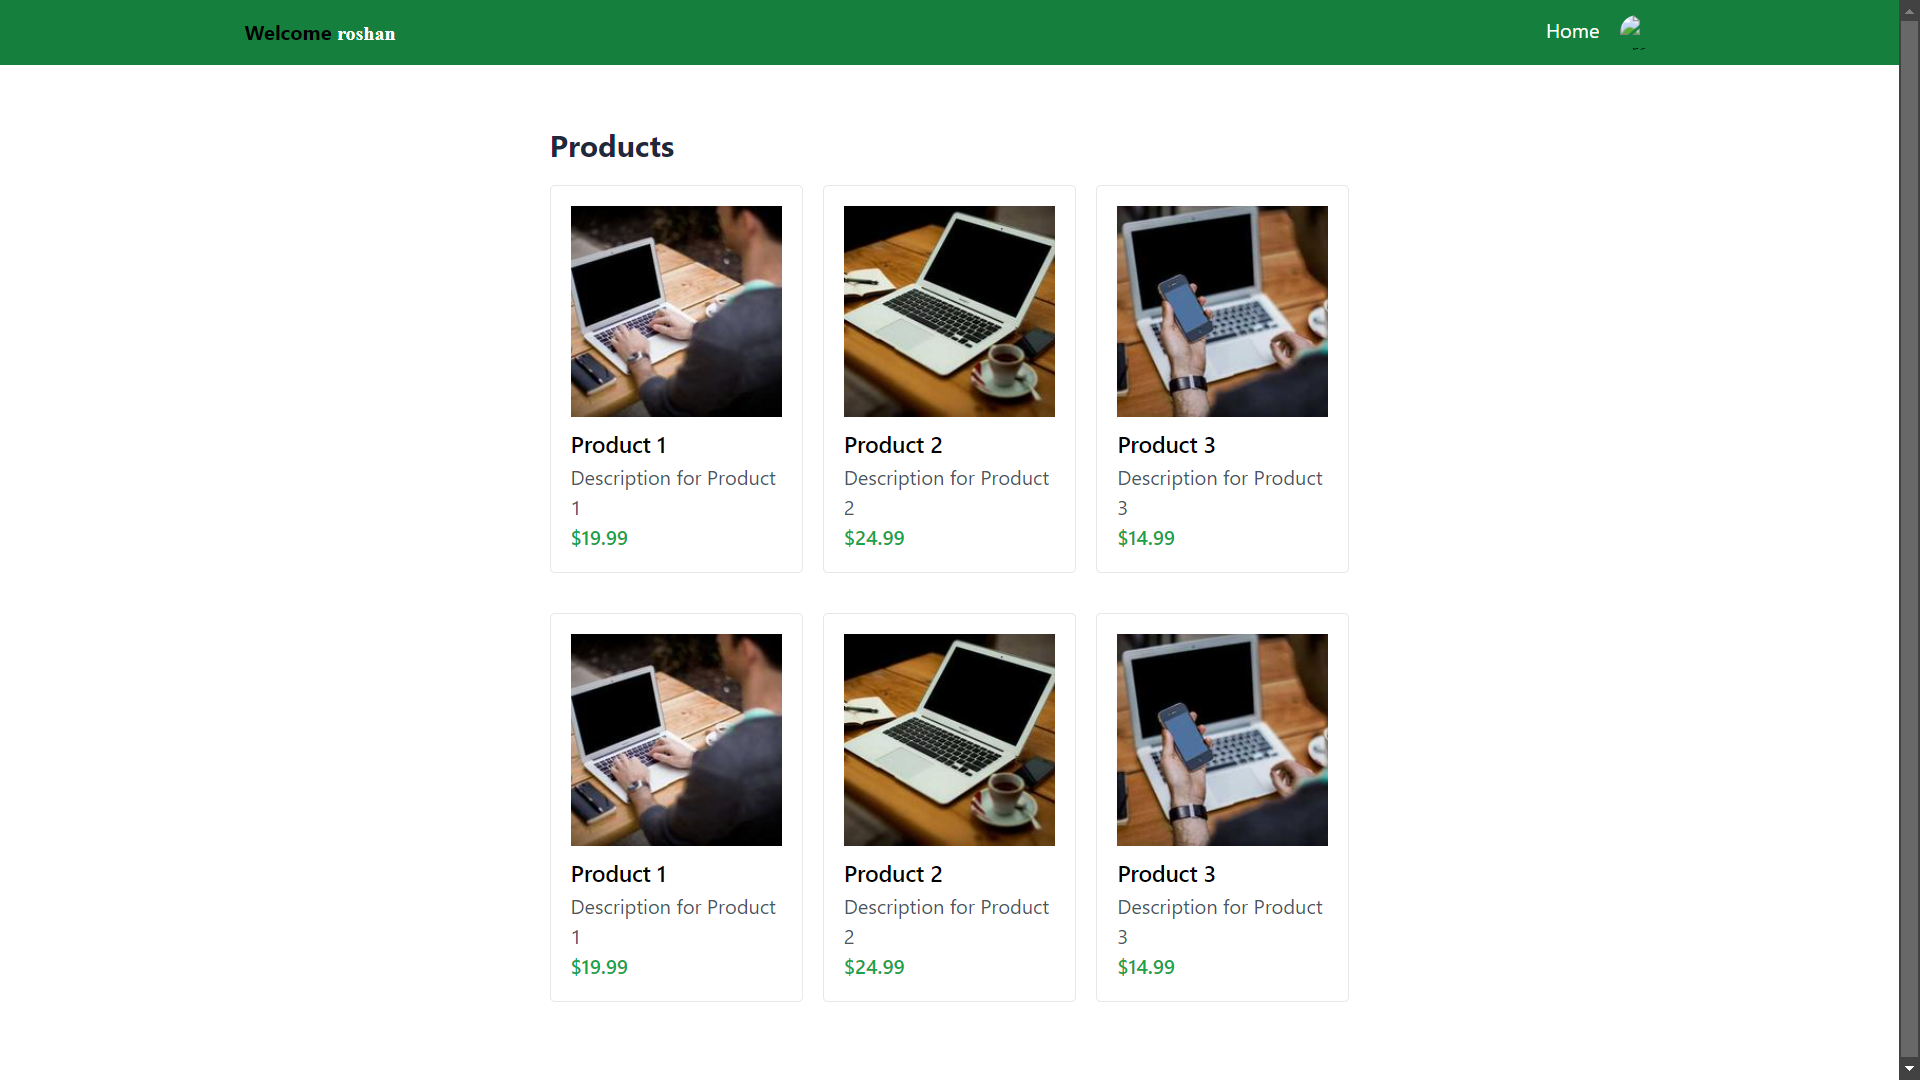 Welcome roshan
Home
Products
Product 1
Description for Product
1
$19.99
Product 2
Description for Product
2
$24.99
Product 3
Description for Product
3
$14.99
Product 1
Description for Product
1
$19.99
Product 2
Description for Product
2
$24.99
Product 3
Description for Product
3
$14.99